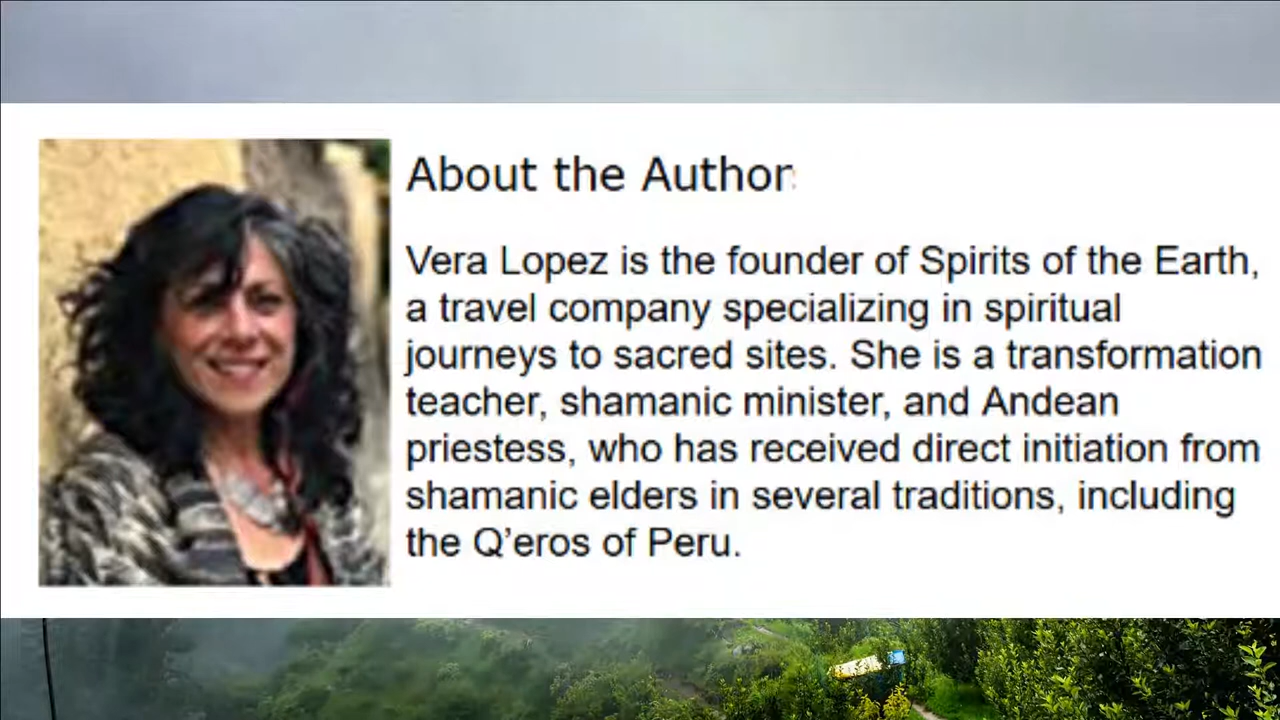 About the Author
Vera Lopez is the founder of Spirits of the Earth,
a travel company specializing in spiritual
journeys to sacred sites. She is a transformation
teacher, shamanic minister, and Andean
priestess, who has received direct initiation from
shamanic elders in several traditions, including
the Q’eros of Peru.